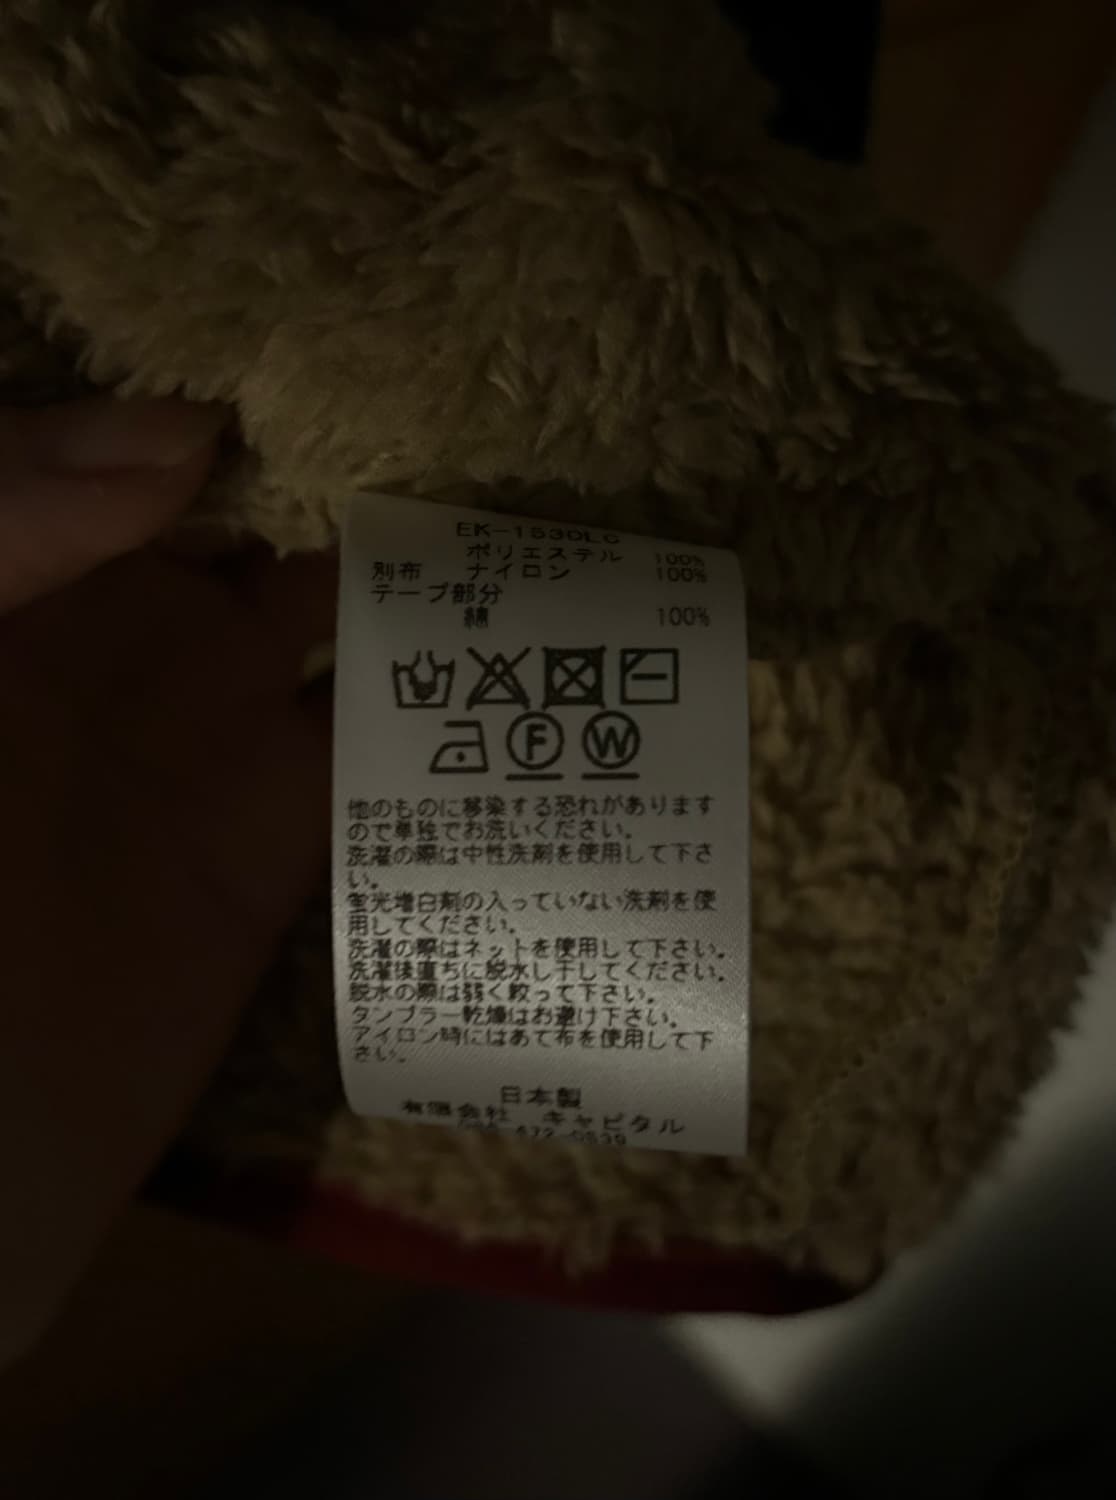 EK-1530LC
ポリエステル 100%
別布 ナイロン 100%
テープ部分
綿 100%
F W
他のものに移染する恐れがあります
ので単独でお洗いください。
洗濯の際は中性洗剤を使用して下さ
い。
蛍光増白剤の入っていない洗剤を使
用してください。
洗濯の際はネットを使用して下さい。
洗濯後直ちに脱水し干してください。
脱水の際は弱く絞って下さい。
タンブラー乾燥はお避け下さい。
アイロン時にはあて布を使用して下
さい。
日本製
有限会社 キャピタル